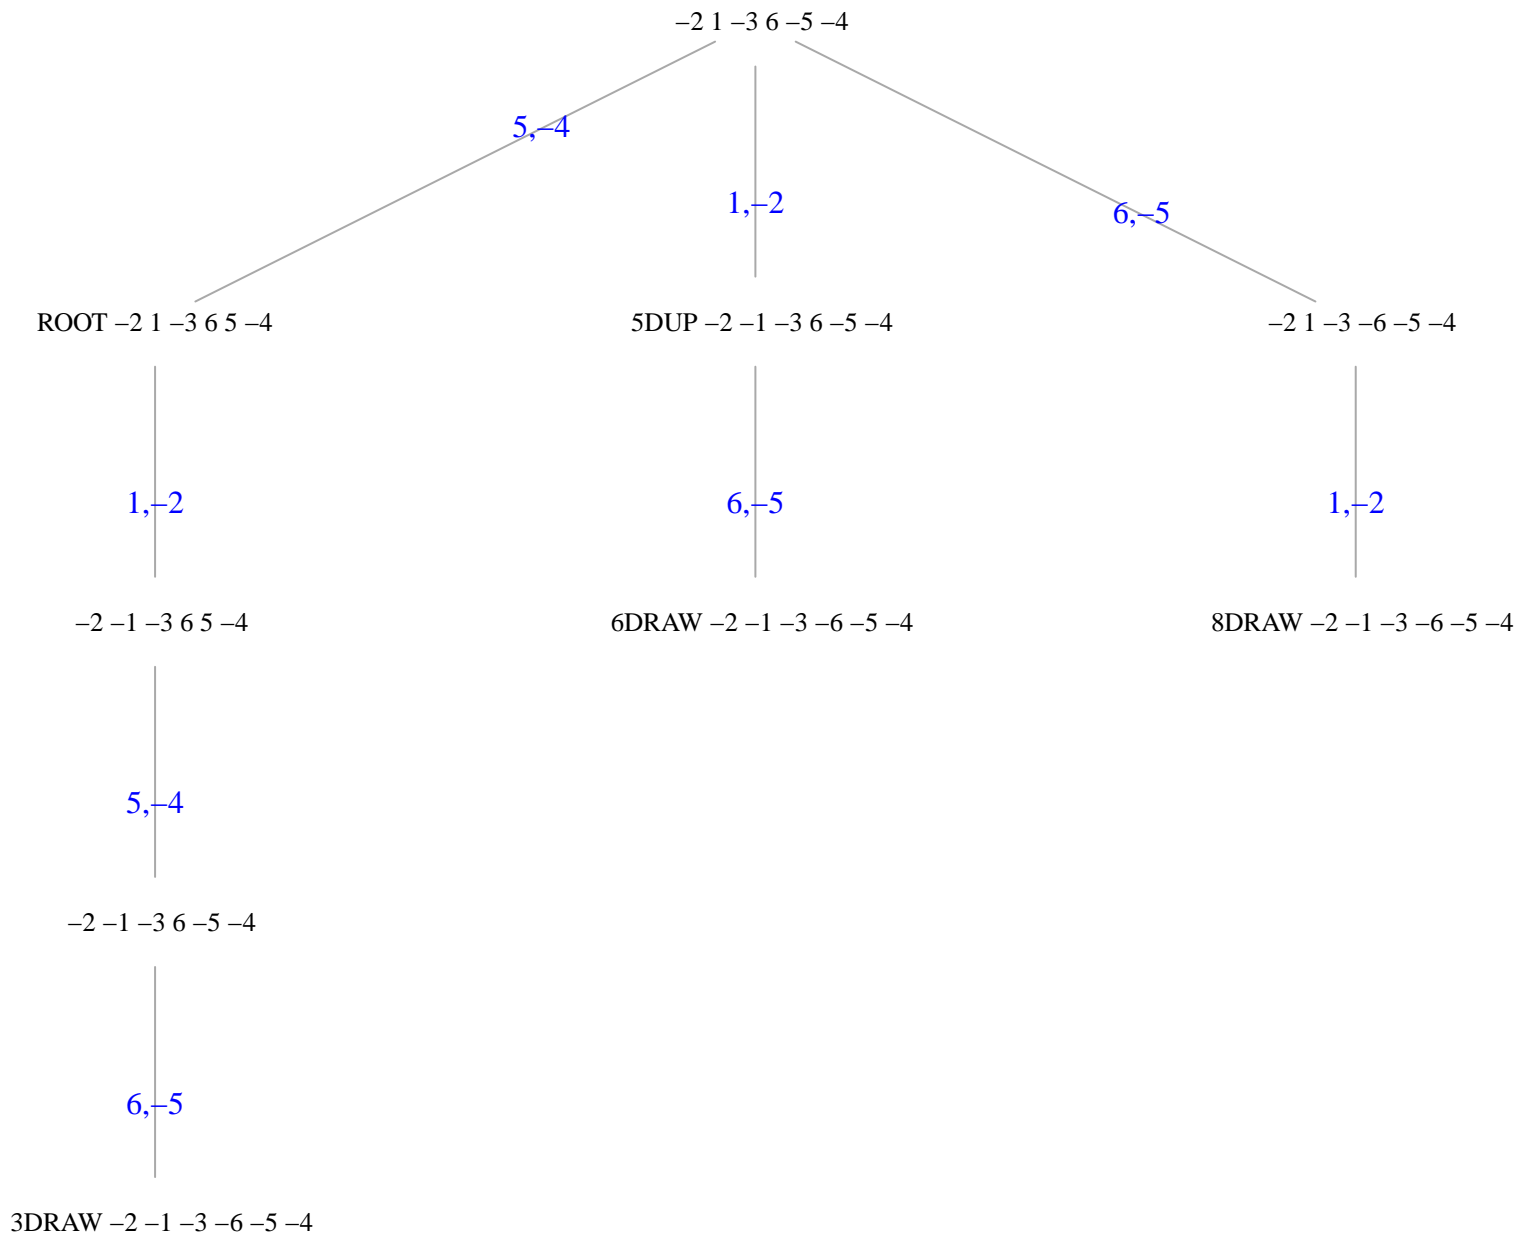 –2 1 –3 6 –5 –4
5,–4
1,–2
6,–5
ROOT –2 1 –3 6 5 –4
5DUP –2 –1 –3 6 –5 –4
–2 1 –3 –6 –5 –4
1,–2
6,–5
1,–2
–2 –1 –3 6 5 –4
6DRAW –2 –1 –3 –6 –5 –4
8DRAW –2 –1 –3 –6 –5 –4
5,–4
–2 –1 –3 6 –5 –4
6,–5
3DRAW –2 –1 –3 –6 –5 –4